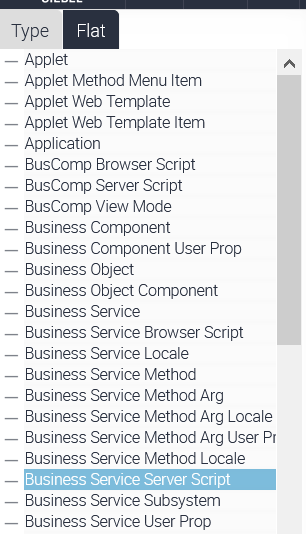 SIEBEL
Type Flat
Applet
Applet Method Menu Item
Applet Web Template
Applet Web Template Item
Application
BusComp Browser Script
BusComp Server Script
BusComp View Mode
Business Component
Business Component User Prop
Business Object
Business Object Component
Business Service
Business Service Browser Script
Business Service Locale
Business Service Method
Business Service Method Arg
Business Service Method Arg Locale
Business Service Method Arg User Pr
Business Service Method Locale
Business Service Server Script
Business Service Subsystem
Business Service User Prop